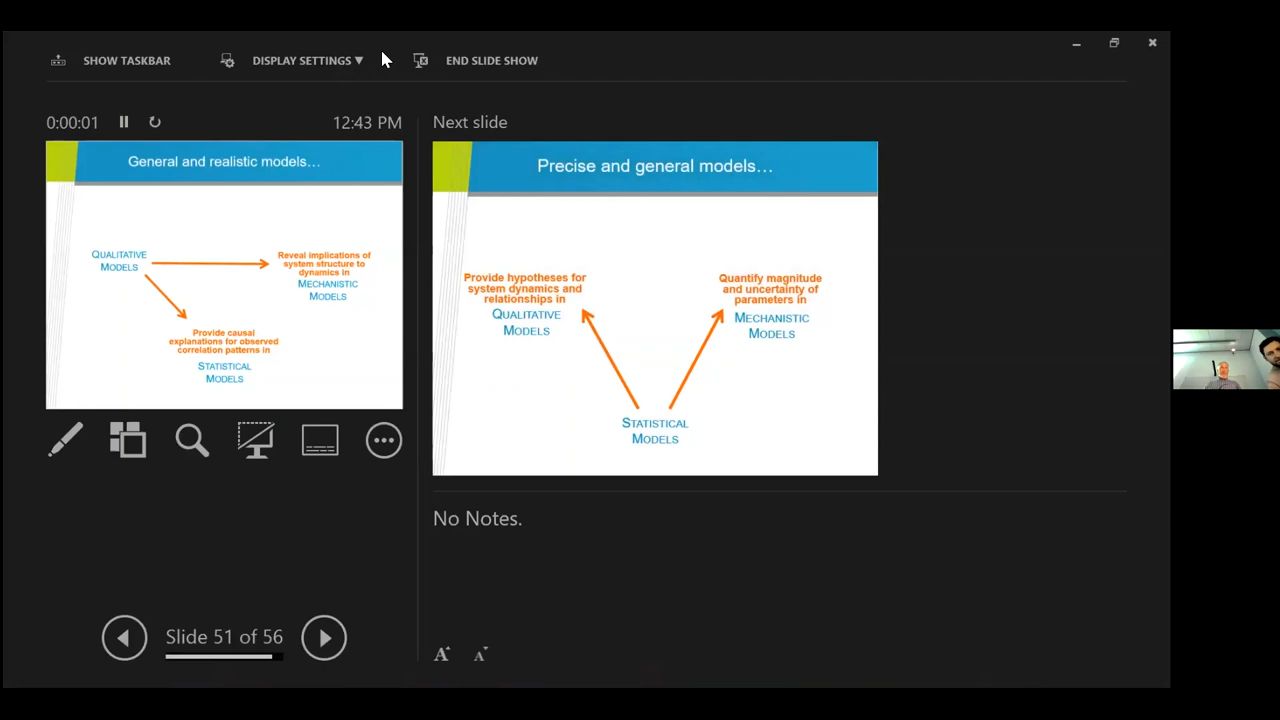 SHOW TASKBAR
DISPLAY SETTINGS ▼
END SLIDE SHOW
0:00:01
12:43 PM
General and realistic models…
QUALITATIVE
MODELS
Reveal implications of
system structure to
dynamics in
MECHANISTIC
MODELS
Provide causal
explanations for observed
correlation patterns in
STATISTICAL
MODELS
Slide 51 of 56
Next slide
Precise and general models…
Provide hypotheses for
system dynamics and
relationships in
QUALITATIVE
MODELS
Quantify magnitude
and uncertainty of
parameters in
MECHANISTIC
MODELS
STATISTICAL
MODELS
No Notes.
A A